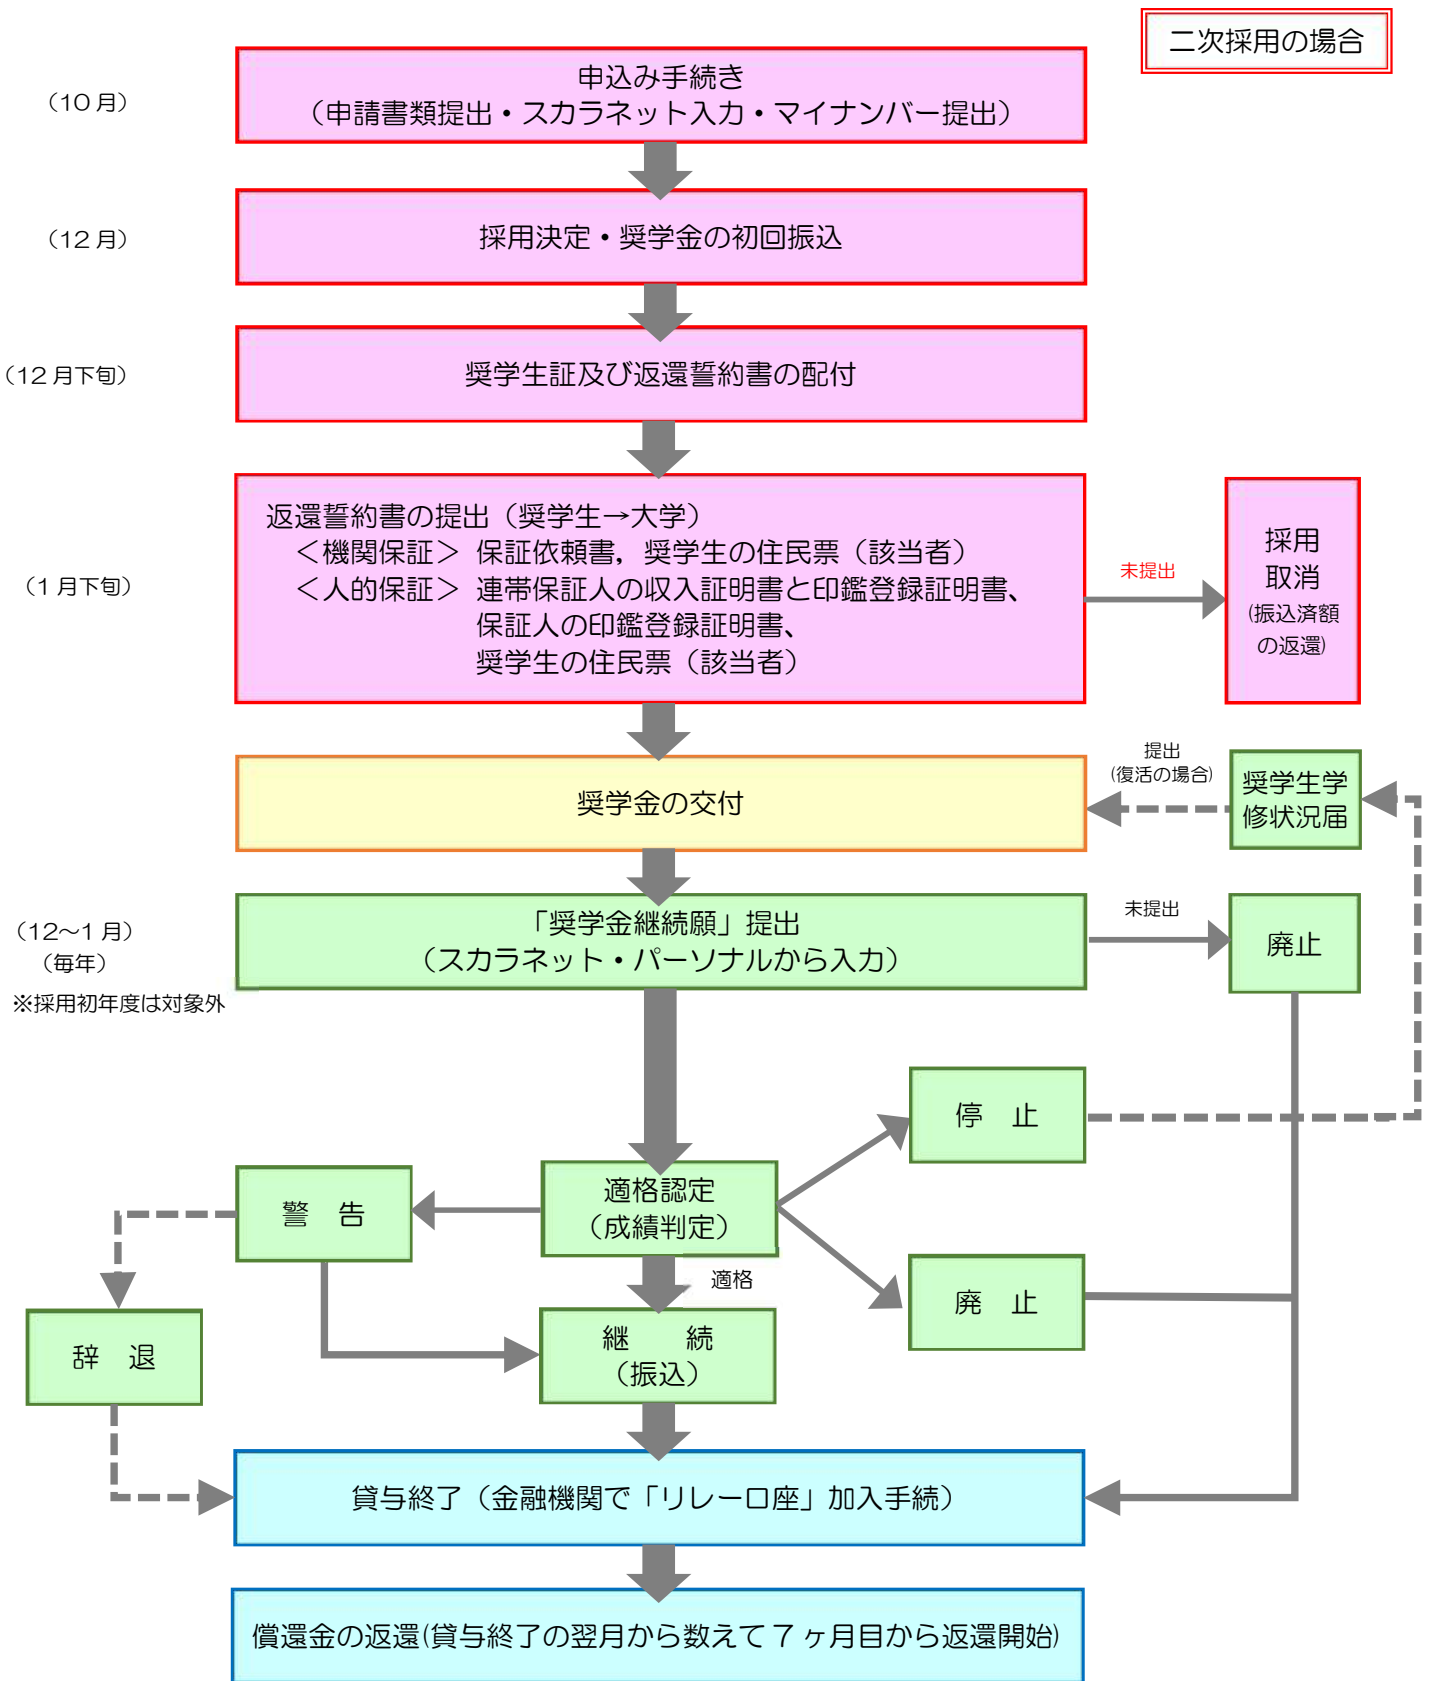 二次採用の場合
（10月）
申込み手続き
（申請書類提出・スカラネット入力・マイナンバー提出）
（12月）
採用決定・奨学金の初回振込
（12月下旬）
奨学生証及び返還誓約書の配付
（1月下旬）
返還誓約書の提出（奨学生→大学）
＜機関保証＞ 保証依頼書，奨学生の住民票（該当者）
＜人的保証＞ 連帯保証人の収入証明書と印鑑登録証明書、
保証人の印鑑登録証明書、
奨学生の住民票（該当者）
未提出
採用
取消
(振込済額
の返還)
奨学金の交付
提出
(復活の場合)
奨学生学
修状況届
（12～1月）
（毎年）
※採用初年度は対象外
「奨学金継続願」提出
（スカラネット・パーソナルから入力）
未提出
廃止
停　止
警　告
適格認定
（成績判定）
適格
廃　止
辞　退
継　　続
（振込）
貸与終了（金融機関で「リレー口座」加入手続）
償還金の返還(貸与終了の翌月から数えて７ヶ月目から返還開始)